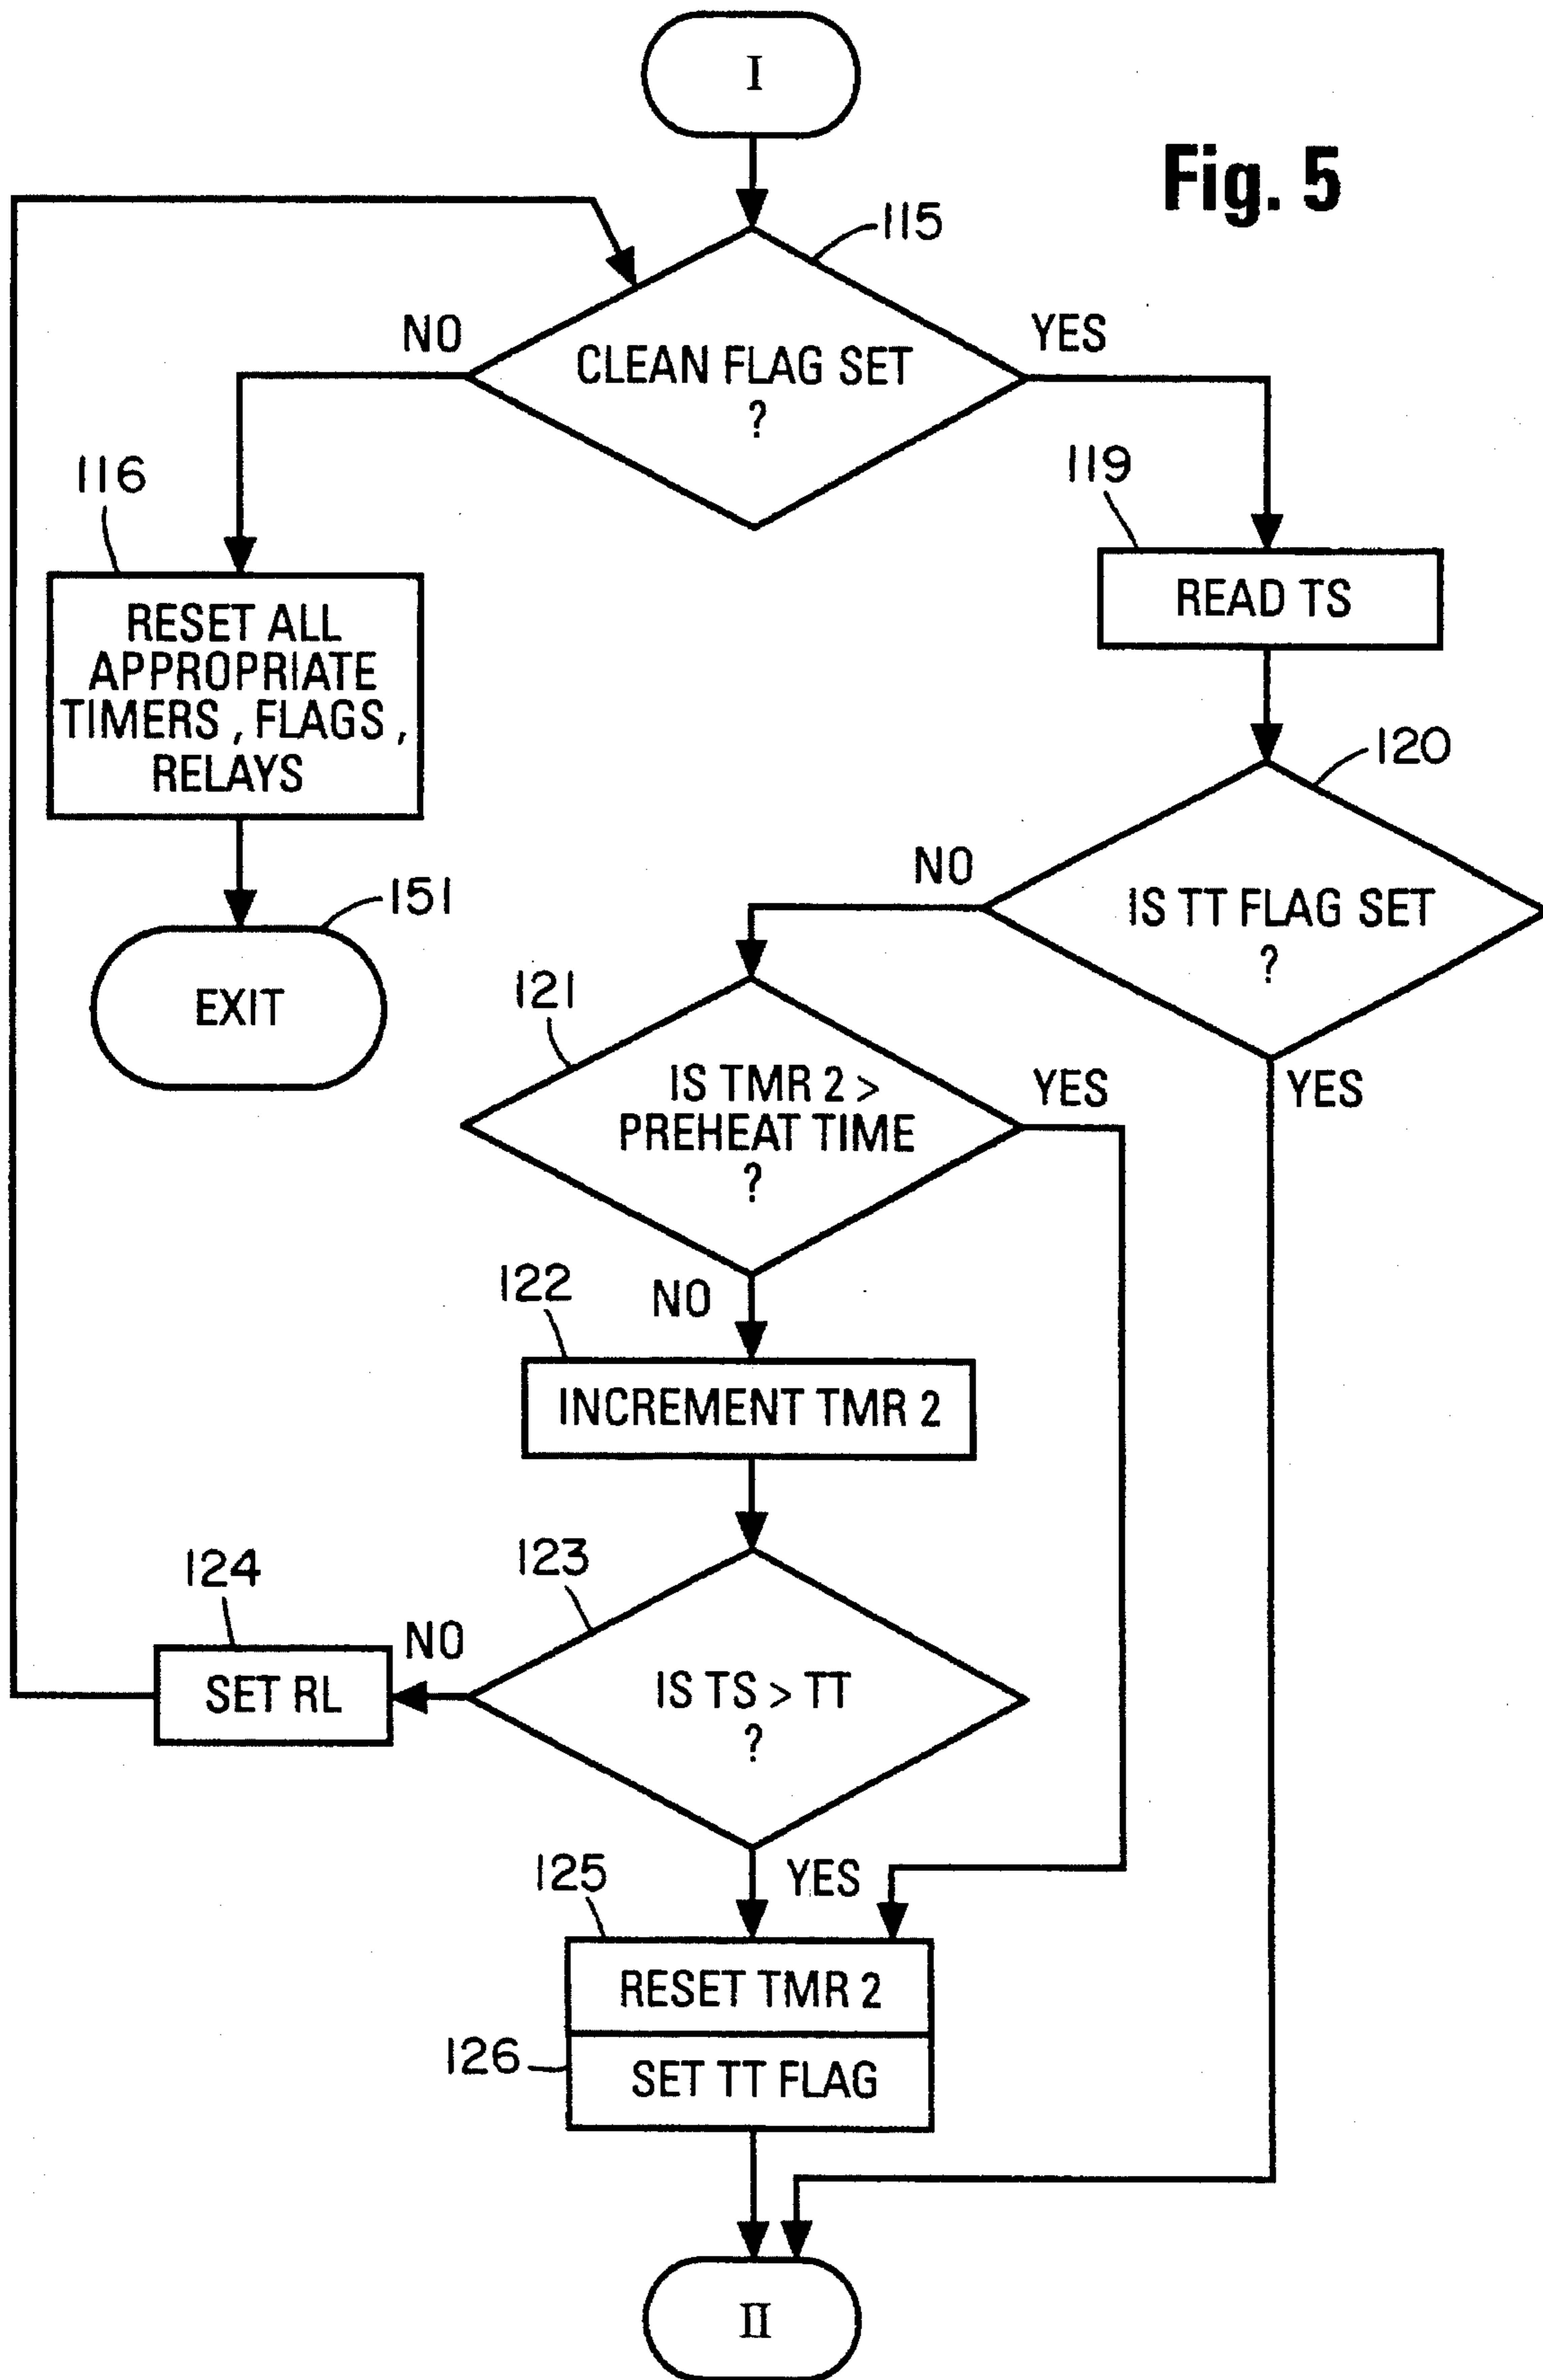 I
Fig. 5
115
NO
YES
CLEAN FLAG SET
?
116
119
RESET ALL
APPROPRIATE
TIMERS , FLAGS ,
RELAYS
READ TS
120
151
NO
IS TT FLAG SET
?
EXIT
121
YES
IS TMR 2 >
PREHEAT TIME
?
YES
122
NO
INCREMENT TMR 2
124
123
NO
SET RL
IS TS > TT
?
125
YES
RESET TMR 2
126
SET TT FLAG
II